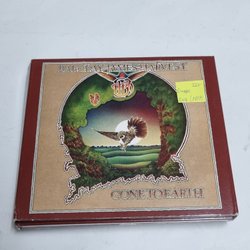 BARCLAY JAMES HARVEST
GONE TO EARTH